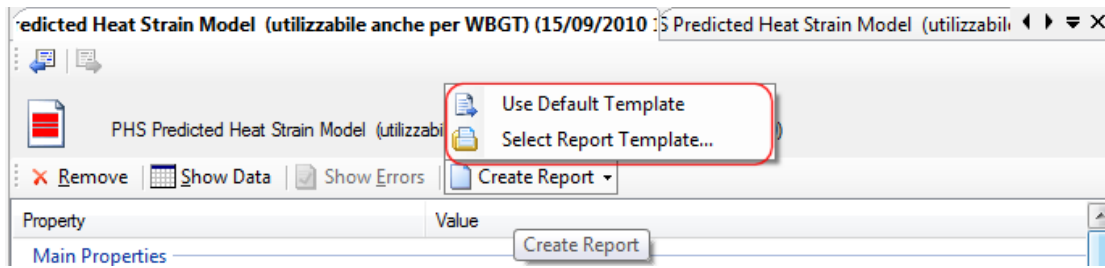 edicted Heat Strain Model (utilizzabile anche per WBGT) (15/09/2010 S Predicted Heat Strain Model (utilizzabil
Use Default Template
PHS Predicted Heat Strain Model (utilizzabi
Select Report Template...
Remove Show Data Show Errors Create Report
Property Value
Create Report
Main Properties